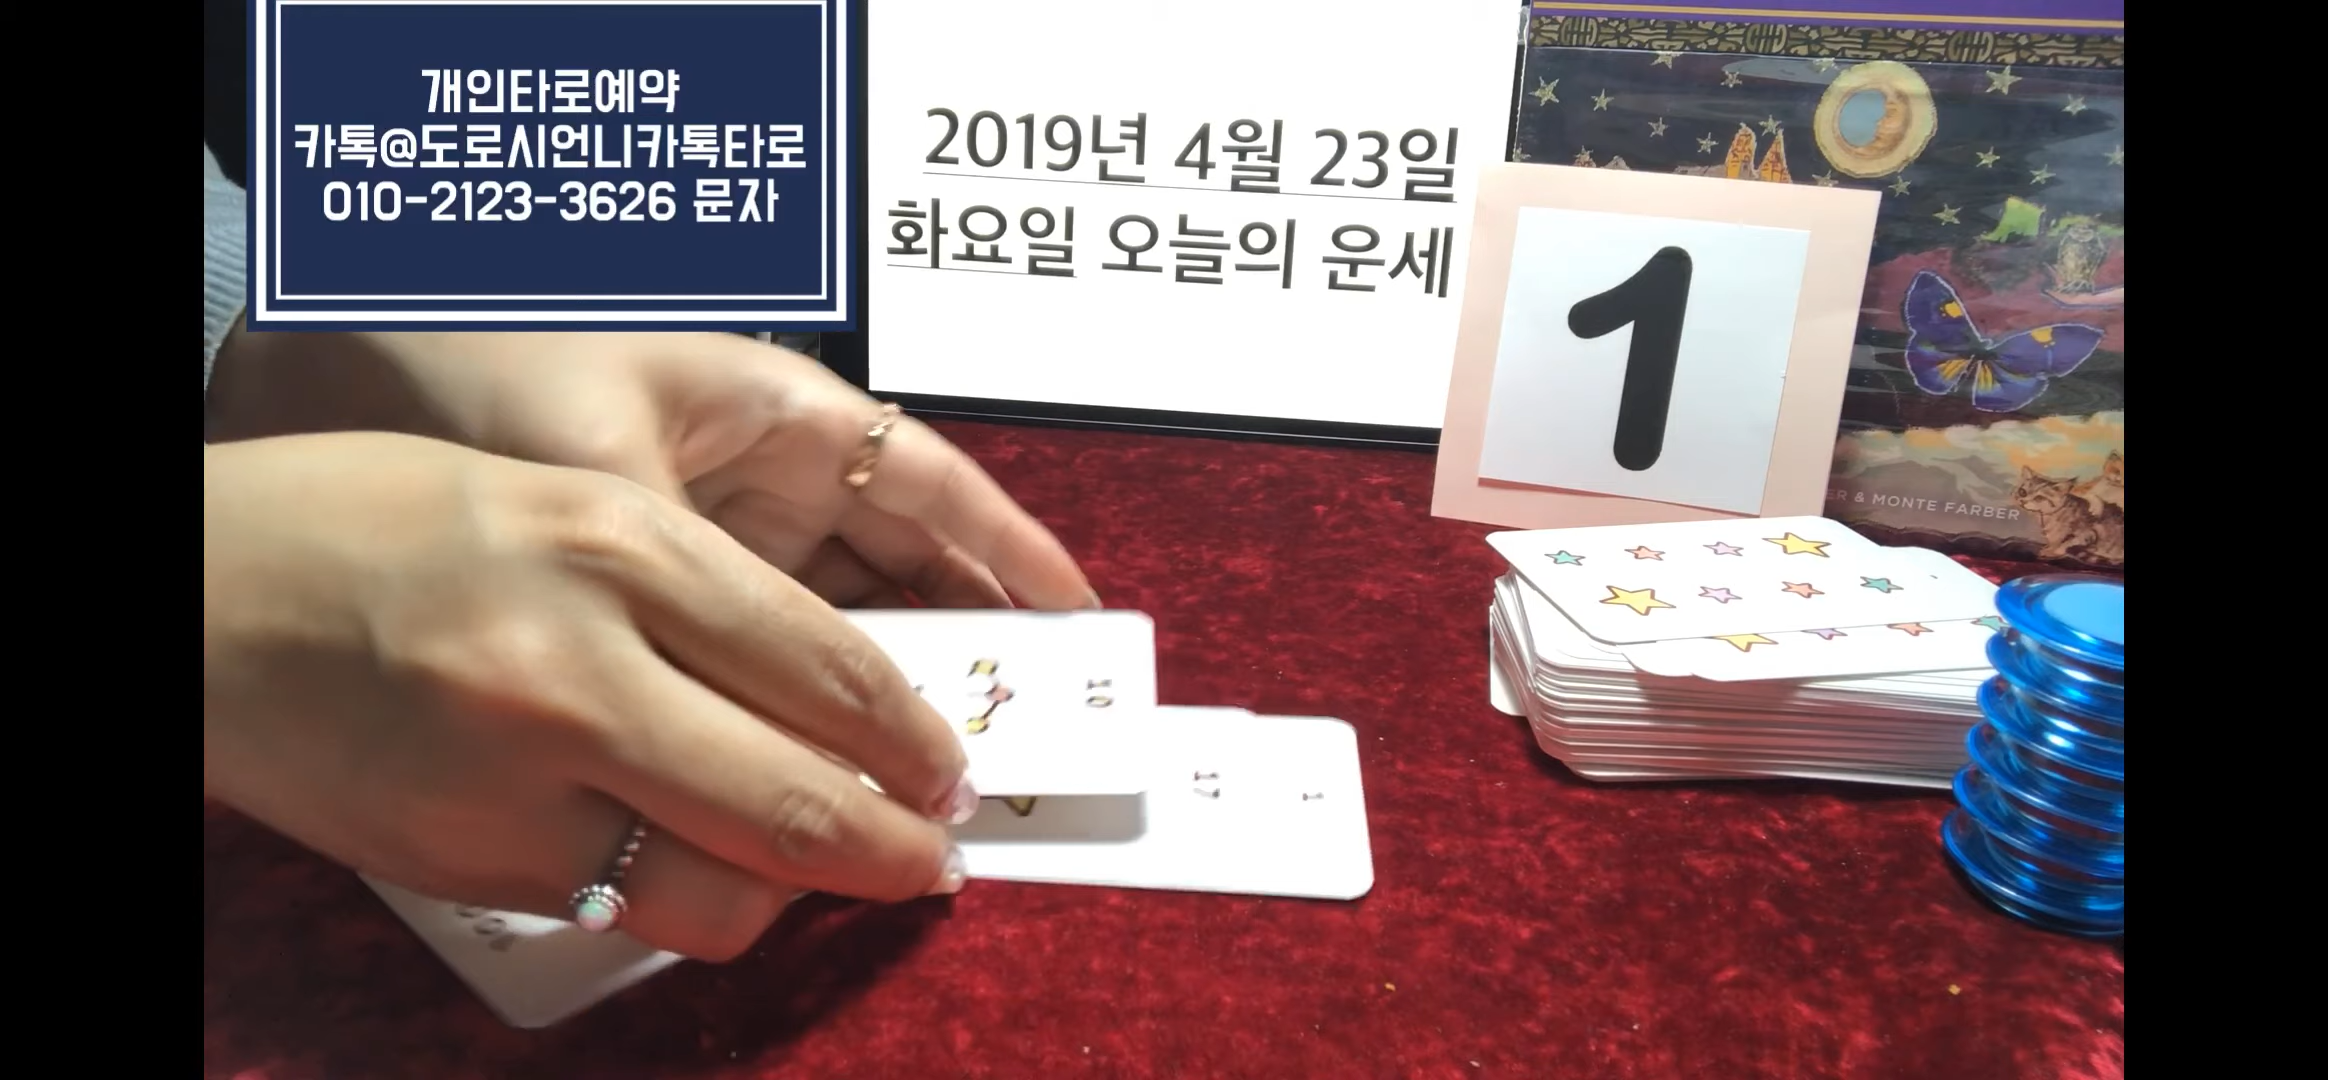 개인타로예약
카톡@도로시언니카톡타로
010-2123-3626 문자
2019년 4월 23일
화요일 오늘의 운세
1
& MONTE FARBER